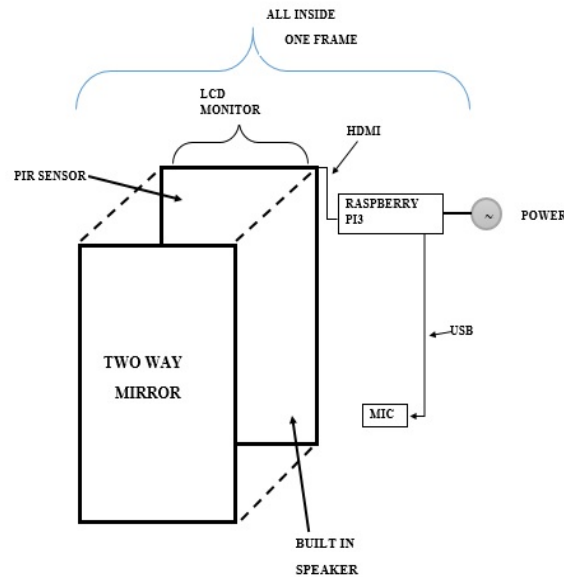 ALL INSIDE
ONE FRAME
LCD
MONITOR
HDMI
PIR SENSOR
RASPBERRY
PI3
~
POWER
USB
TWO WAY
MIRROR
MIC
BUILT IN
SPEAKER